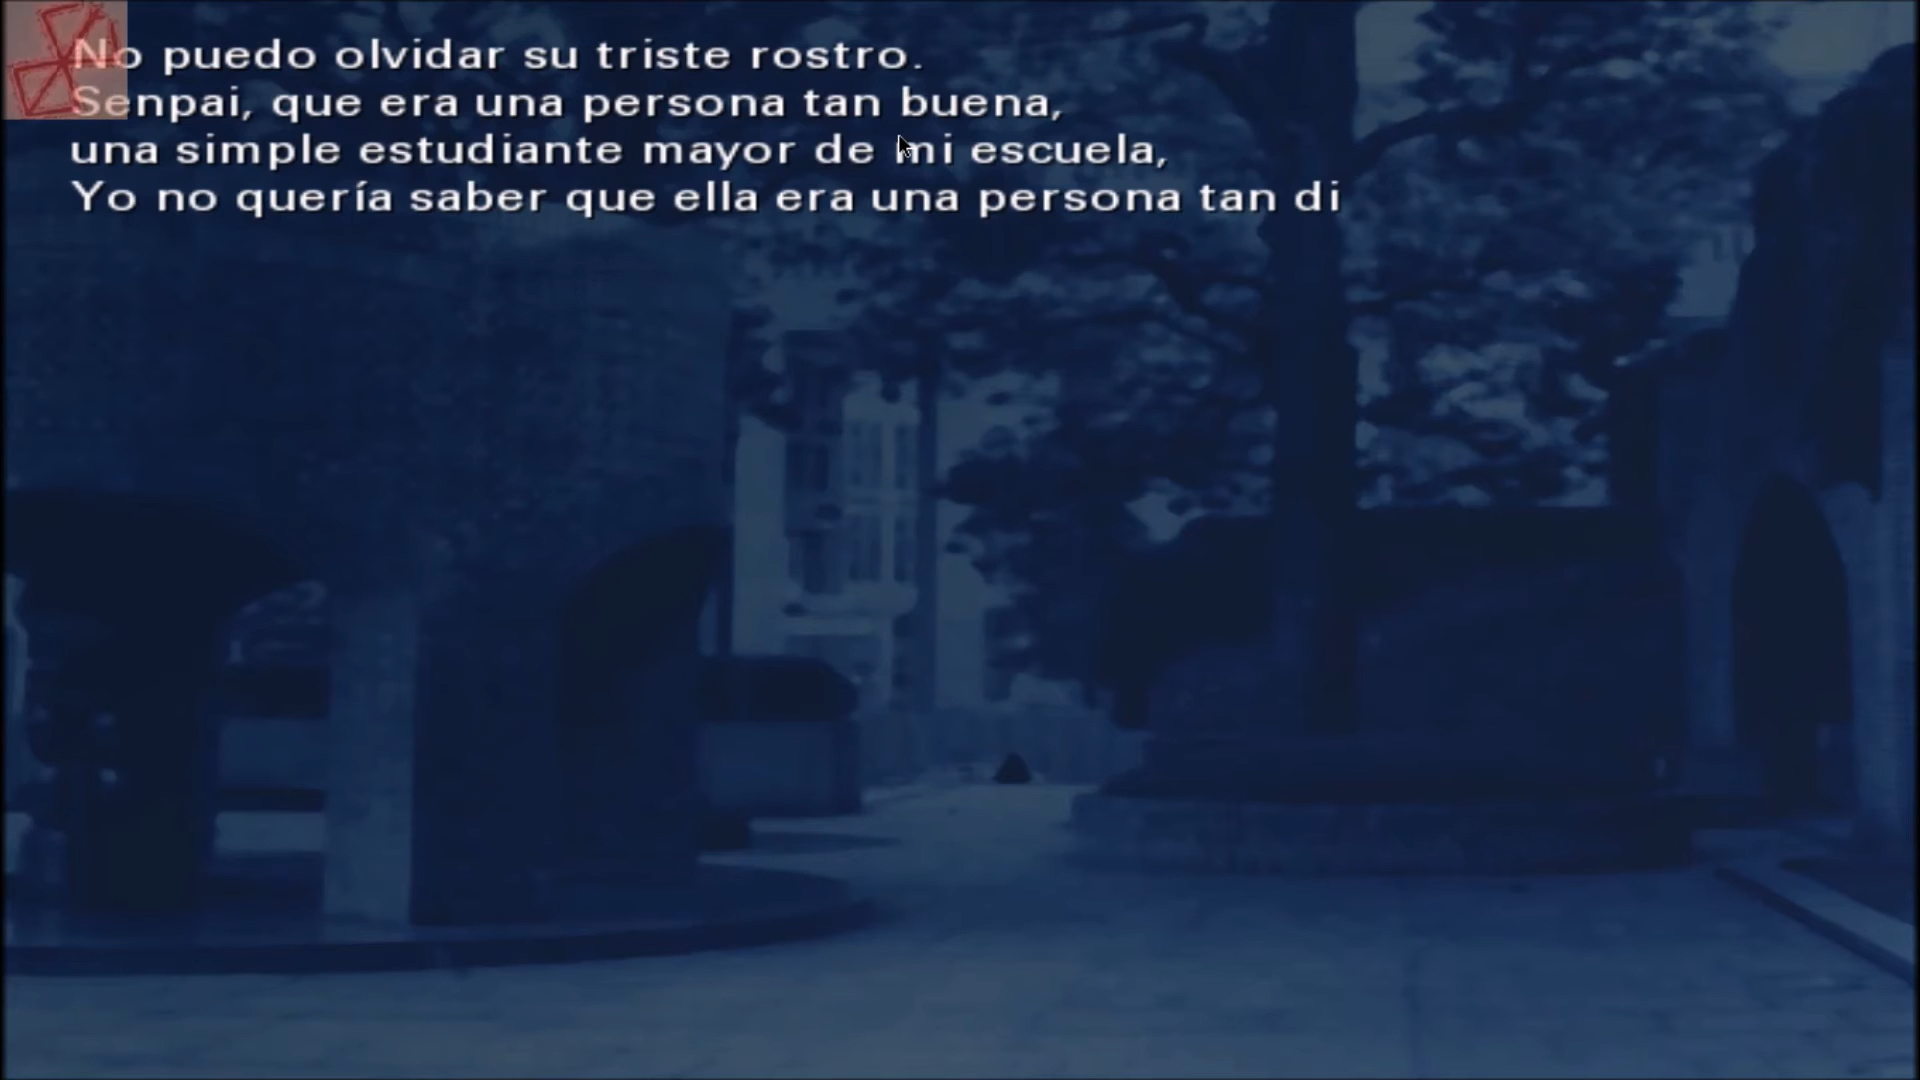 No puedo olvidar su triste rostro.
Senpai, que era una persona tan buena,
una simple estudiante mayor de mi escuela,
Yo no quería saber que ella era una persona tan di